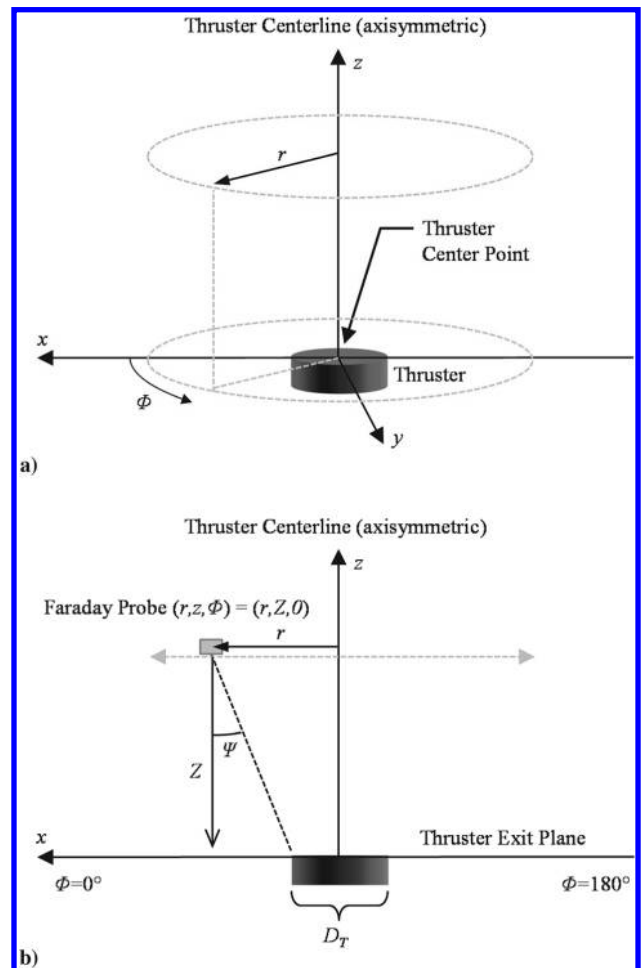 Thruster Centerline (axisymmetric)
z
r
Thruster
Center Point
x
Thruster
Φ
y
a)
Thruster Centerline (axisymmetric)
z
Faraday Probe (r,z,Φ) = (r,Z,0)
r
Ψ
Z
x
Thruster Exit Plane
Φ=0°
Φ=180°
D_T
b)